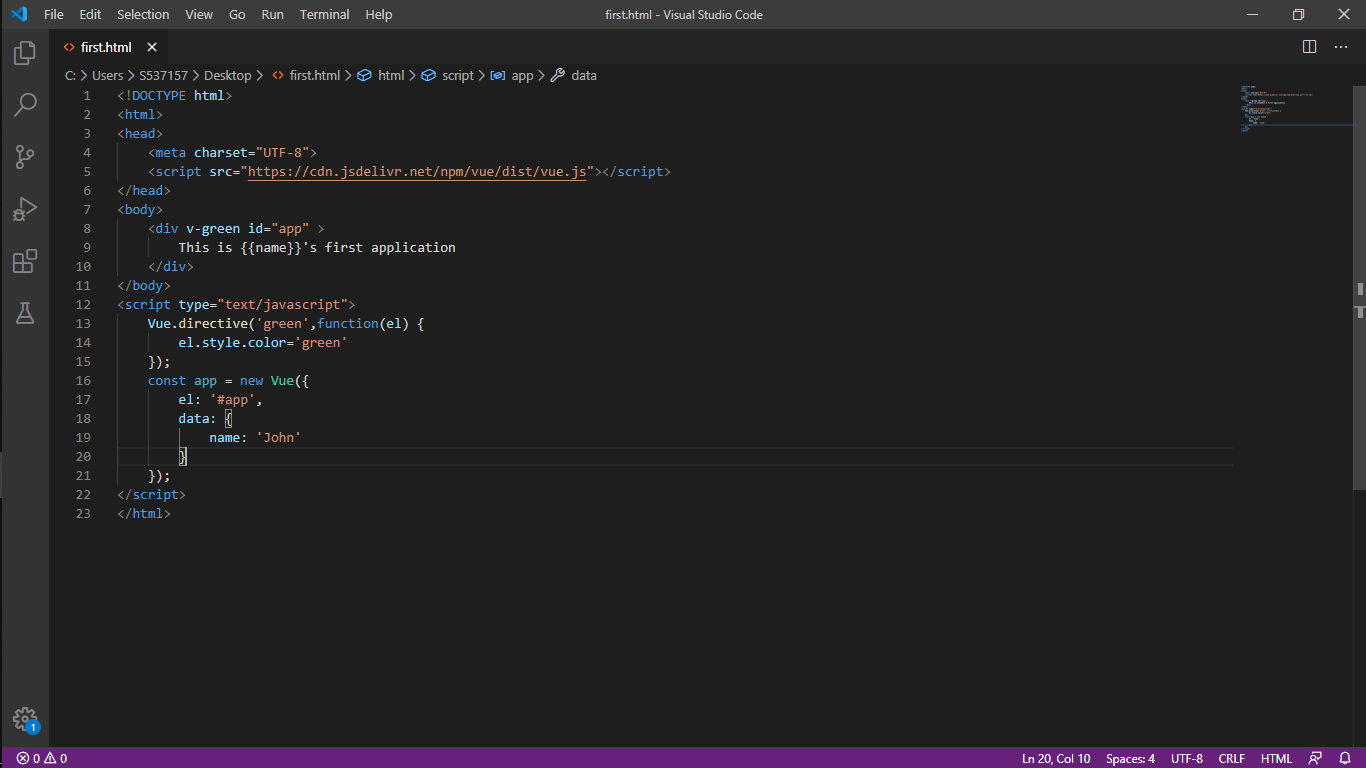 File Edit Selection View Go Run Terminal Help first.html - Visual Studio Code
first.html
C: > Users > S537157 > Desktop > first.html > html > script > app > data
1 <!DOCTYPE html>
2 <html>
3 <head>
4     <meta charset="UTF-8">
5     <script src="https://cdn.jsdelivr.net/npm/vue/dist/vue.js"></script>
6 </head>
7 <body>
8     <div v-green id="app" >
9         This is {{name}}'s first application
10     </div>
11 </body>
12 <script type="text/javascript">
13     Vue.directive('green',function(el) {
14         el.style.color='green'
15     });
16     const app = new Vue({
17         el: '#app',
18         data: {
19             name: 'John'
20         }
21     });
22 </script>
23 </html>
1
0 0 Ln 20, Col 10 Spaces: 4 UTF-8 CRLF HTML